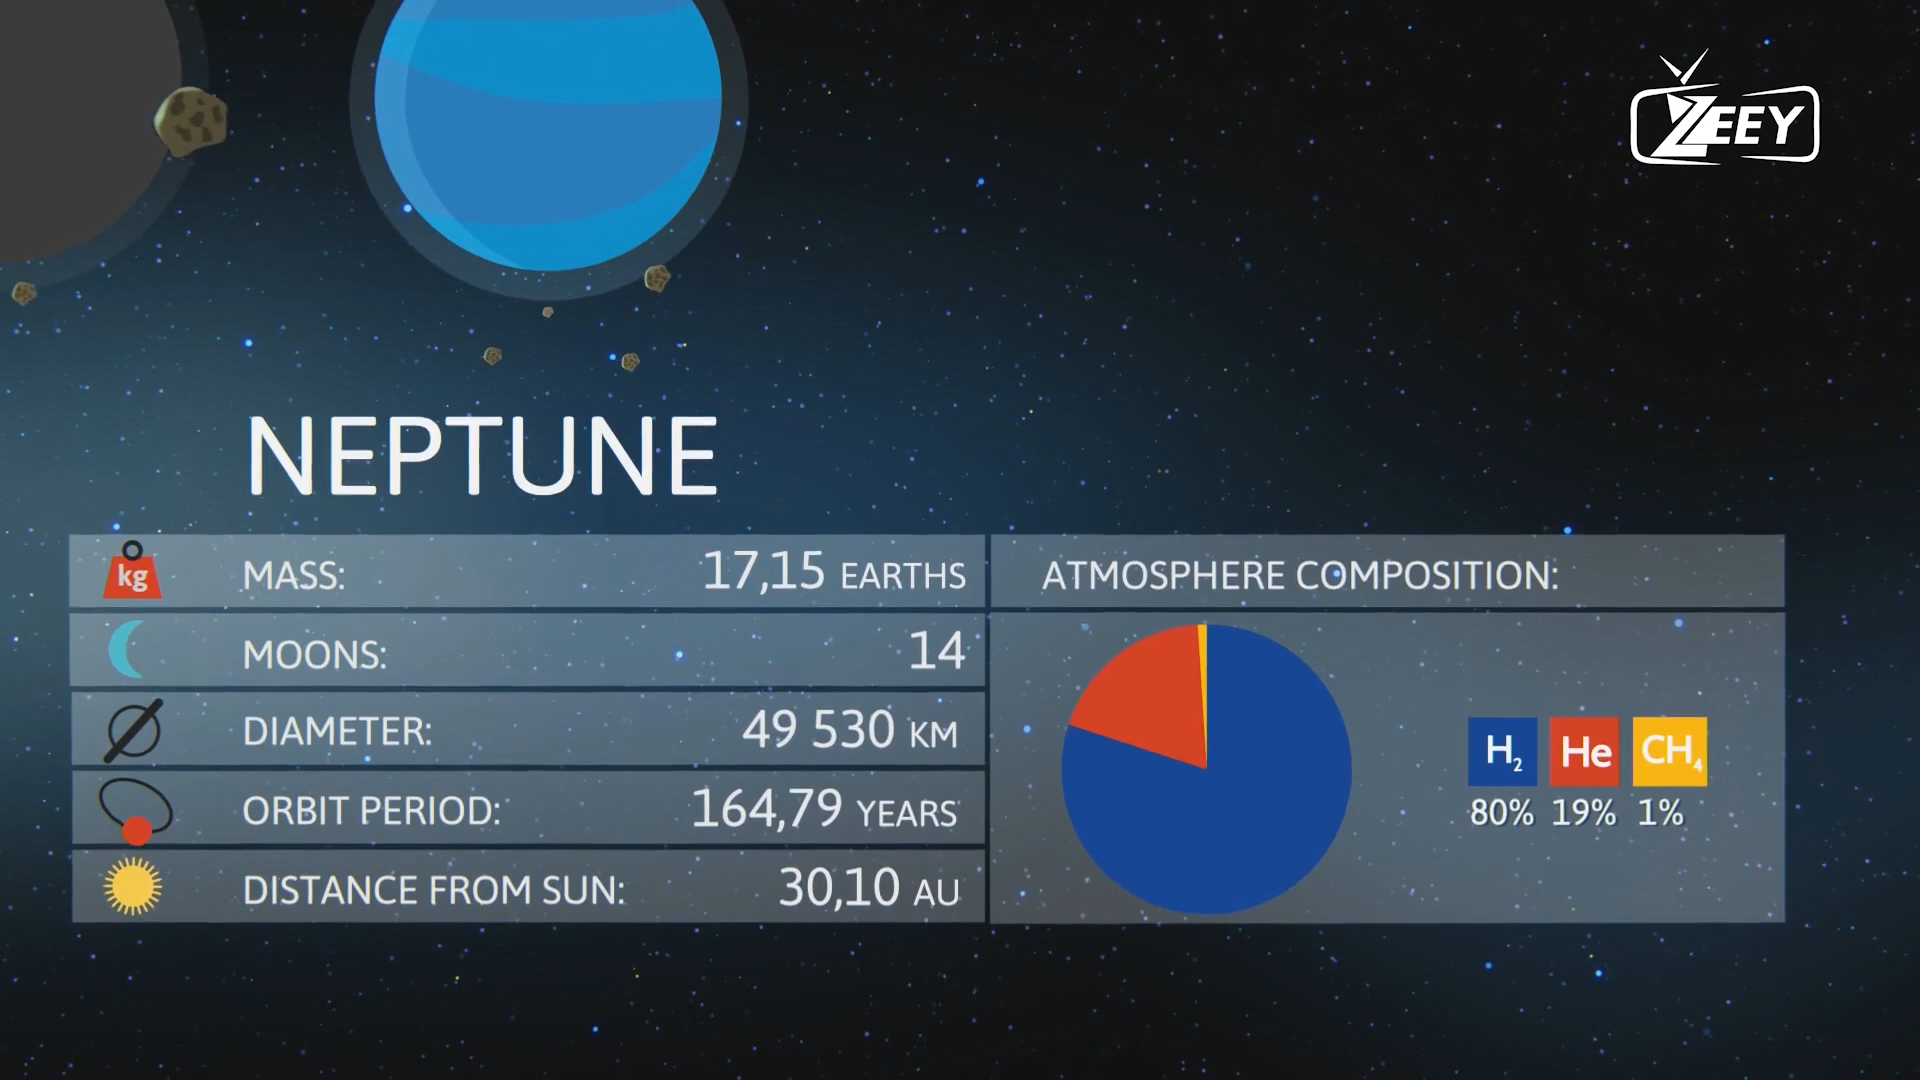 ZEEY
NEPTUNE
kg MASS: 17,15 EARTHS
MOONS: 14
DIAMETER: 49 530 KM
ORBIT PERIOD: 164,79 YEARS
DISTANCE FROM SUN: 30,10 AU
ATMOSPHERE COMPOSITION:
H₂ He CH₄
80% 19% 1%